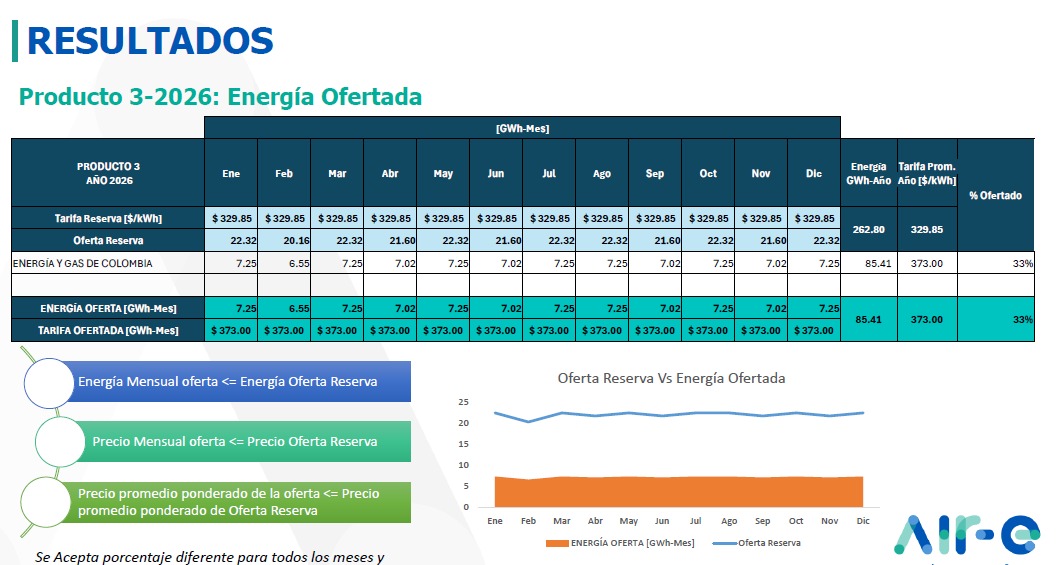 RESULTADOS
Producto 3-2026: Energía Ofertada
[GWh-Mes]
PRODUCTO 3
AÑO 2026
Ene Feb Mar Abr May Jun Jul Ago Sep Oct Nov Dic
Energía
GWh-Año
Tarifa Prom.
Año [$/kWh]
% Ofertado
Tarifa Reserva [$/kWh] $ 329.85 $ 329.85 $ 329.85 $ 329.85 $ 329.85 $ 329.85 $ 329.85 $ 329.85 $ 329.85 $ 329.85 $ 329.85 $ 329.85
Oferta Reserva 22.32 20.16 22.32 21.60 22.32 21.60 22.32 22.32 21.60 22.32 21.60 22.32
262.80 329.85
ENERGÍA Y GAS DE COLOMBIA 7.25 6.55 7.25 7.02 7.25 7.02 7.25 7.25 7.02 7.25 7.02 7.25 85.41 373.00 33%
ENERGÍA OFERTA [GWh-Mes] 7.25 6.55 7.25 7.02 7.25 7.02 7.25 7.25 7.02 7.25 7.02 7.25
TARIFA OFERTADA [GWh-Mes] $ 373.00 $ 373.00 $ 373.00 $ 373.00 $ 373.00 $ 373.00 $ 373.00 $ 373.00 $ 373.00 $ 373.00 $ 373.00 $ 373.00
85.41 373.00 33%
Energía Mensual oferta <= Energía Oferta Reserva
Precio Mensual oferta <= Precio Oferta Reserva
Precio promedio ponderado de la oferta <= Precio
promedio ponderado de Oferta Reserva
Se Acepta porcentaje diferente para todos los meses y
Oferta Reserva Vs Energía Ofertada
25
20
15
10
5
0
Ene Feb Mar Abr May Jun Jul Ago Sep Oct Nov Dic
ENERGÍA OFERTA [GWh-Mes] Oferta Reserva
AIr-e